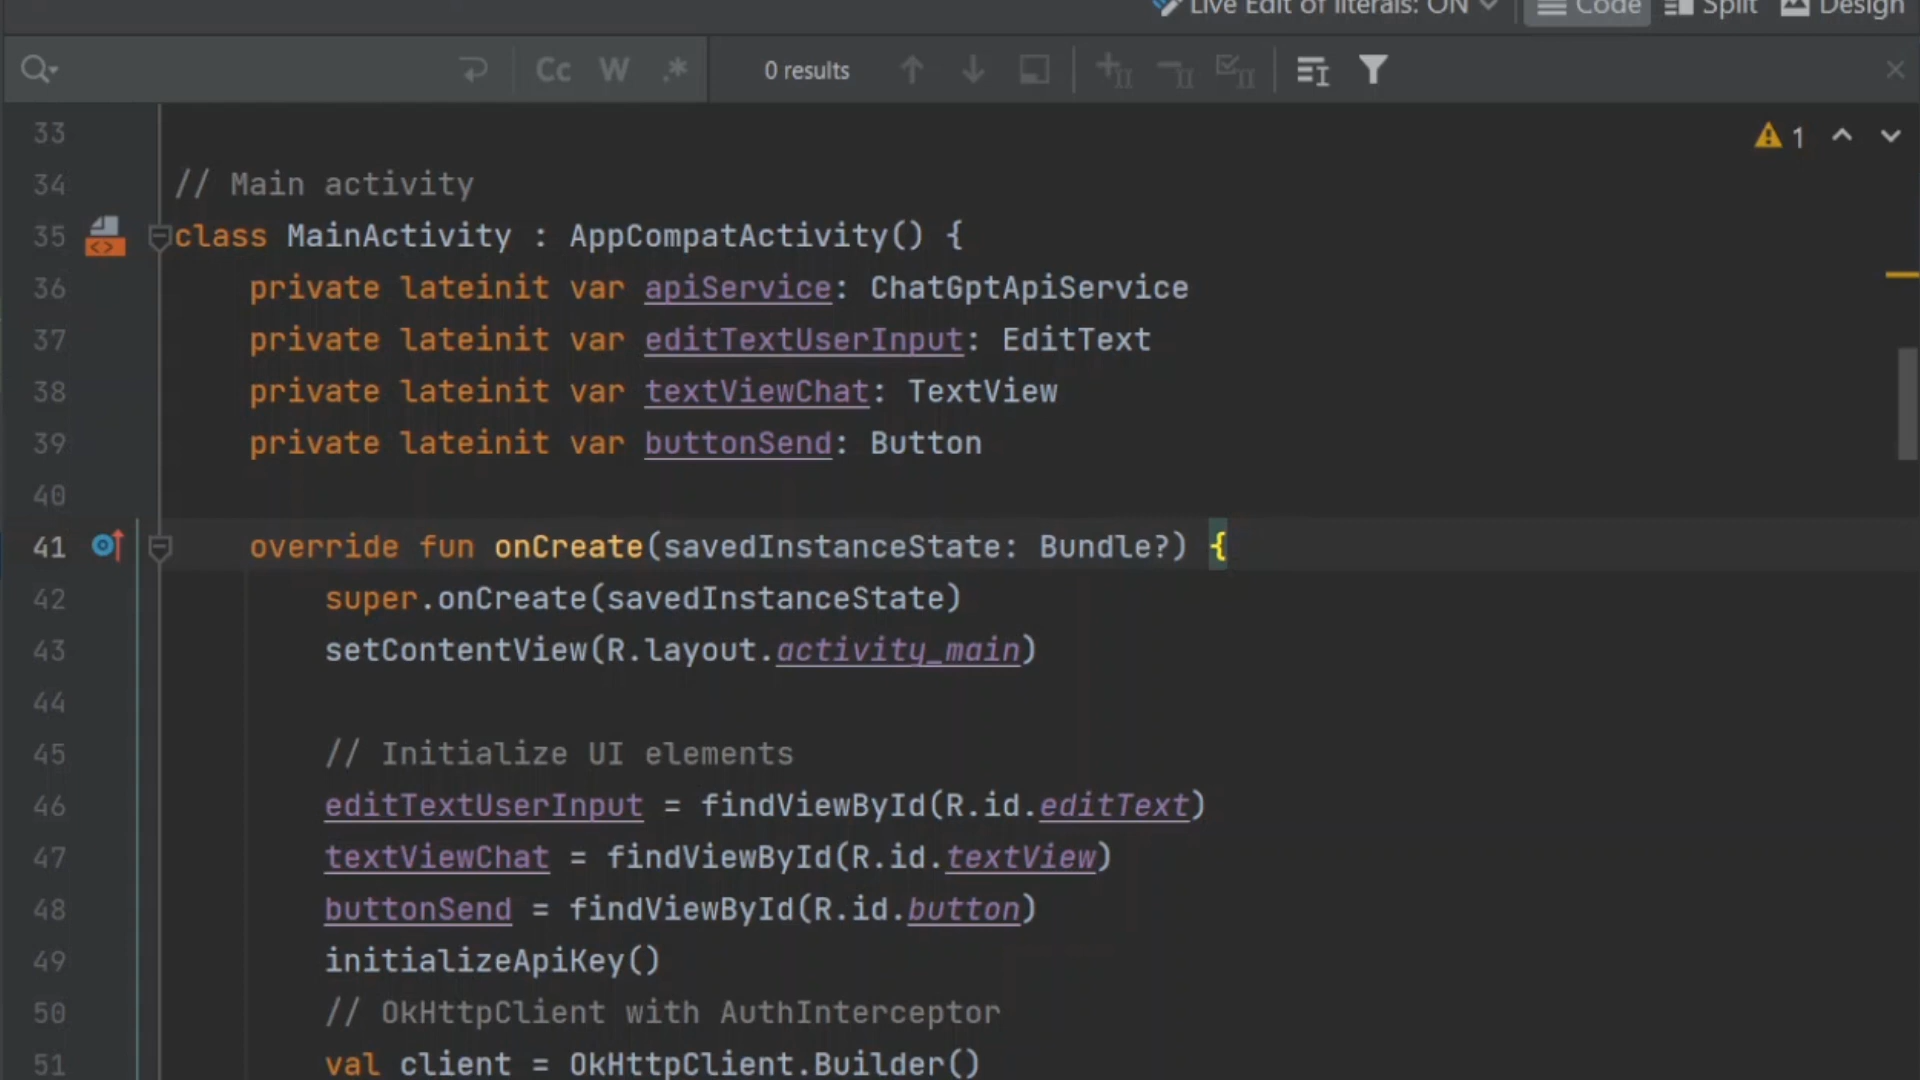 Live Edit of literals: ON Code Split Design
Cc W .* 0 results
33 1
34 // Main activity
35 class MainActivity : AppCompatActivity() {
36 private lateinit var apiService: ChatGptApiService
37 private lateinit var editTextUserInput: EditText
38 private lateinit var textViewChat: TextView
39 private lateinit var buttonSend: Button
40
41 override fun onCreate(savedInstanceState: Bundle?) {
42 super.onCreate(savedInstanceState)
43 setContentView(R.layout.activity_main)
44
45 // Initialize UI elements
46 editTextUserInput = findViewById(R.id.editText)
47 textViewChat = findViewById(R.id.textView)
48 buttonSend = findViewById(R.id.button)
49 initializeApiKey()
50 // OkHttpClient with AuthInterceptor
51 val client = OkHttpClient.Builder()